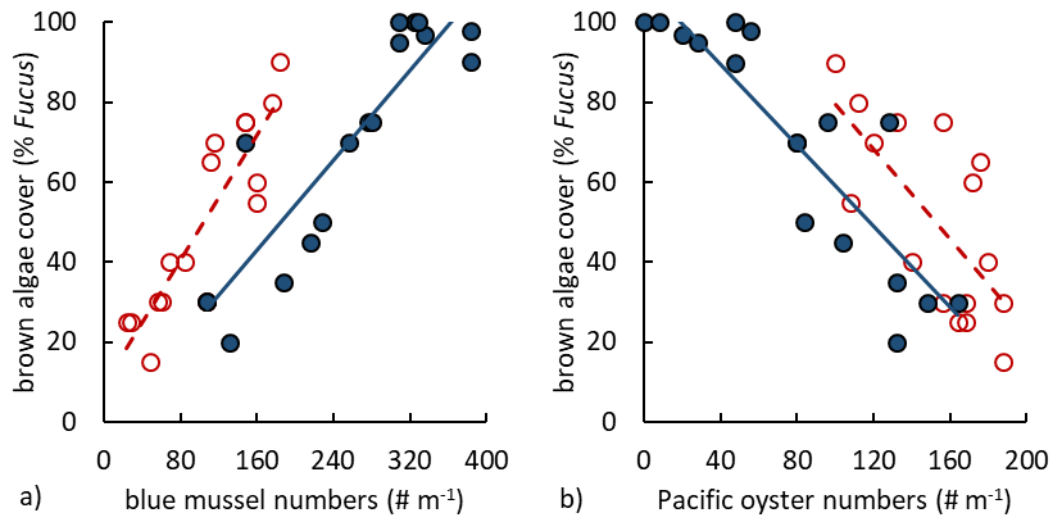 brown algae cover (% Fucus)
100
80
60
40
20
0
0 80 160 240 320 400
a) blue mussel numbers (# m-1)
brown algae cover (% Fucus)
100
80
60
40
20
0
0 40 80 120 160 200
b) Pacific oyster numbers (# m-1)